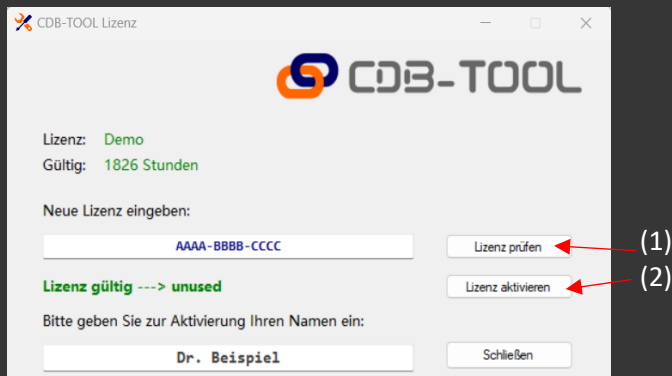 CDB-TOOL Lizenz
CDB-TOOL
Lizenz: Demo
Gültig: 1826 Stunden
Neue Lizenz eingeben:
AAAA-BBBB-CCCC Lizenz prüfen (1)
Lizenz gültig ---> unused Lizenz aktivieren (2)
Bitte geben Sie zur Aktivierung Ihren Namen ein:
Dr. Beispiel Schließen